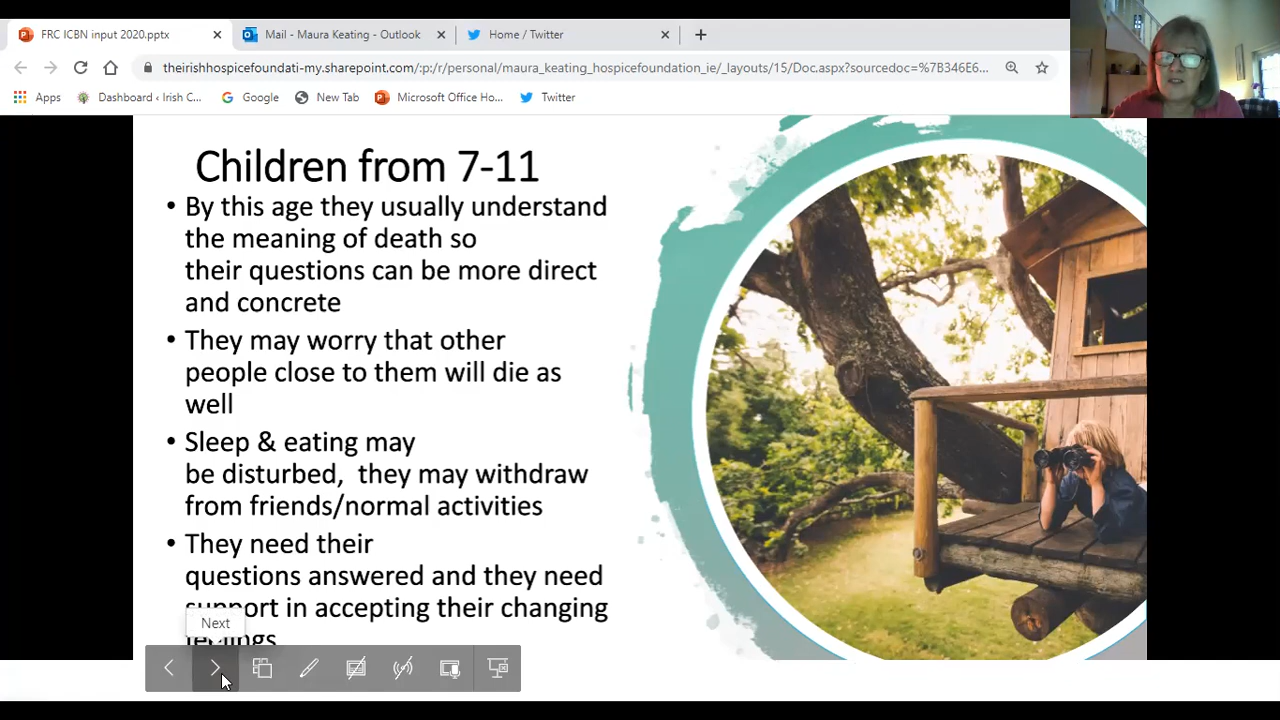 FRC ICBN input 2020.pptx
Mail - Maura Keating - Outlook
Home / Twitter
theirishhospicefoundati-my.sharepoint.com/:p:/r/personal/maura_keating_hospicefoundation_ie/_layouts/15/Doc.aspx?sourcedoc=%7B346E6...
Apps
Dashboard ‹ Irish C...
Google
New Tab
Microsoft Office Ho...
Twitter
Children from 7-11
• By this age they usually understand
the meaning of death so
their questions can be more direct
and concrete
• They may worry that other
people close to them will die as
well
• Sleep & eating may
be disturbed, they may withdraw
from friends/normal activities
• They need their
questions answered and they need
support in accepting their changing
feelings
Next